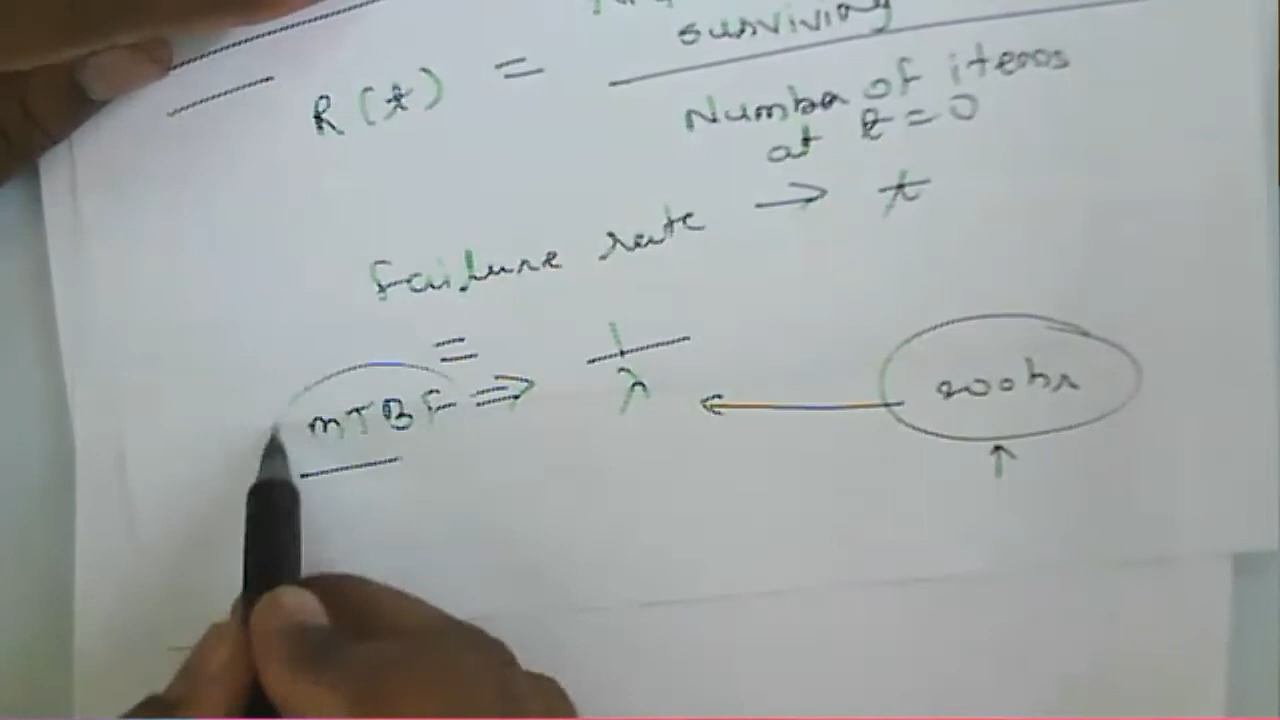 surviving
R(t) =
Number of items
at t=0
Failure rate → t
=
MTBF ⇒ 1/λ ← 200hr
↑